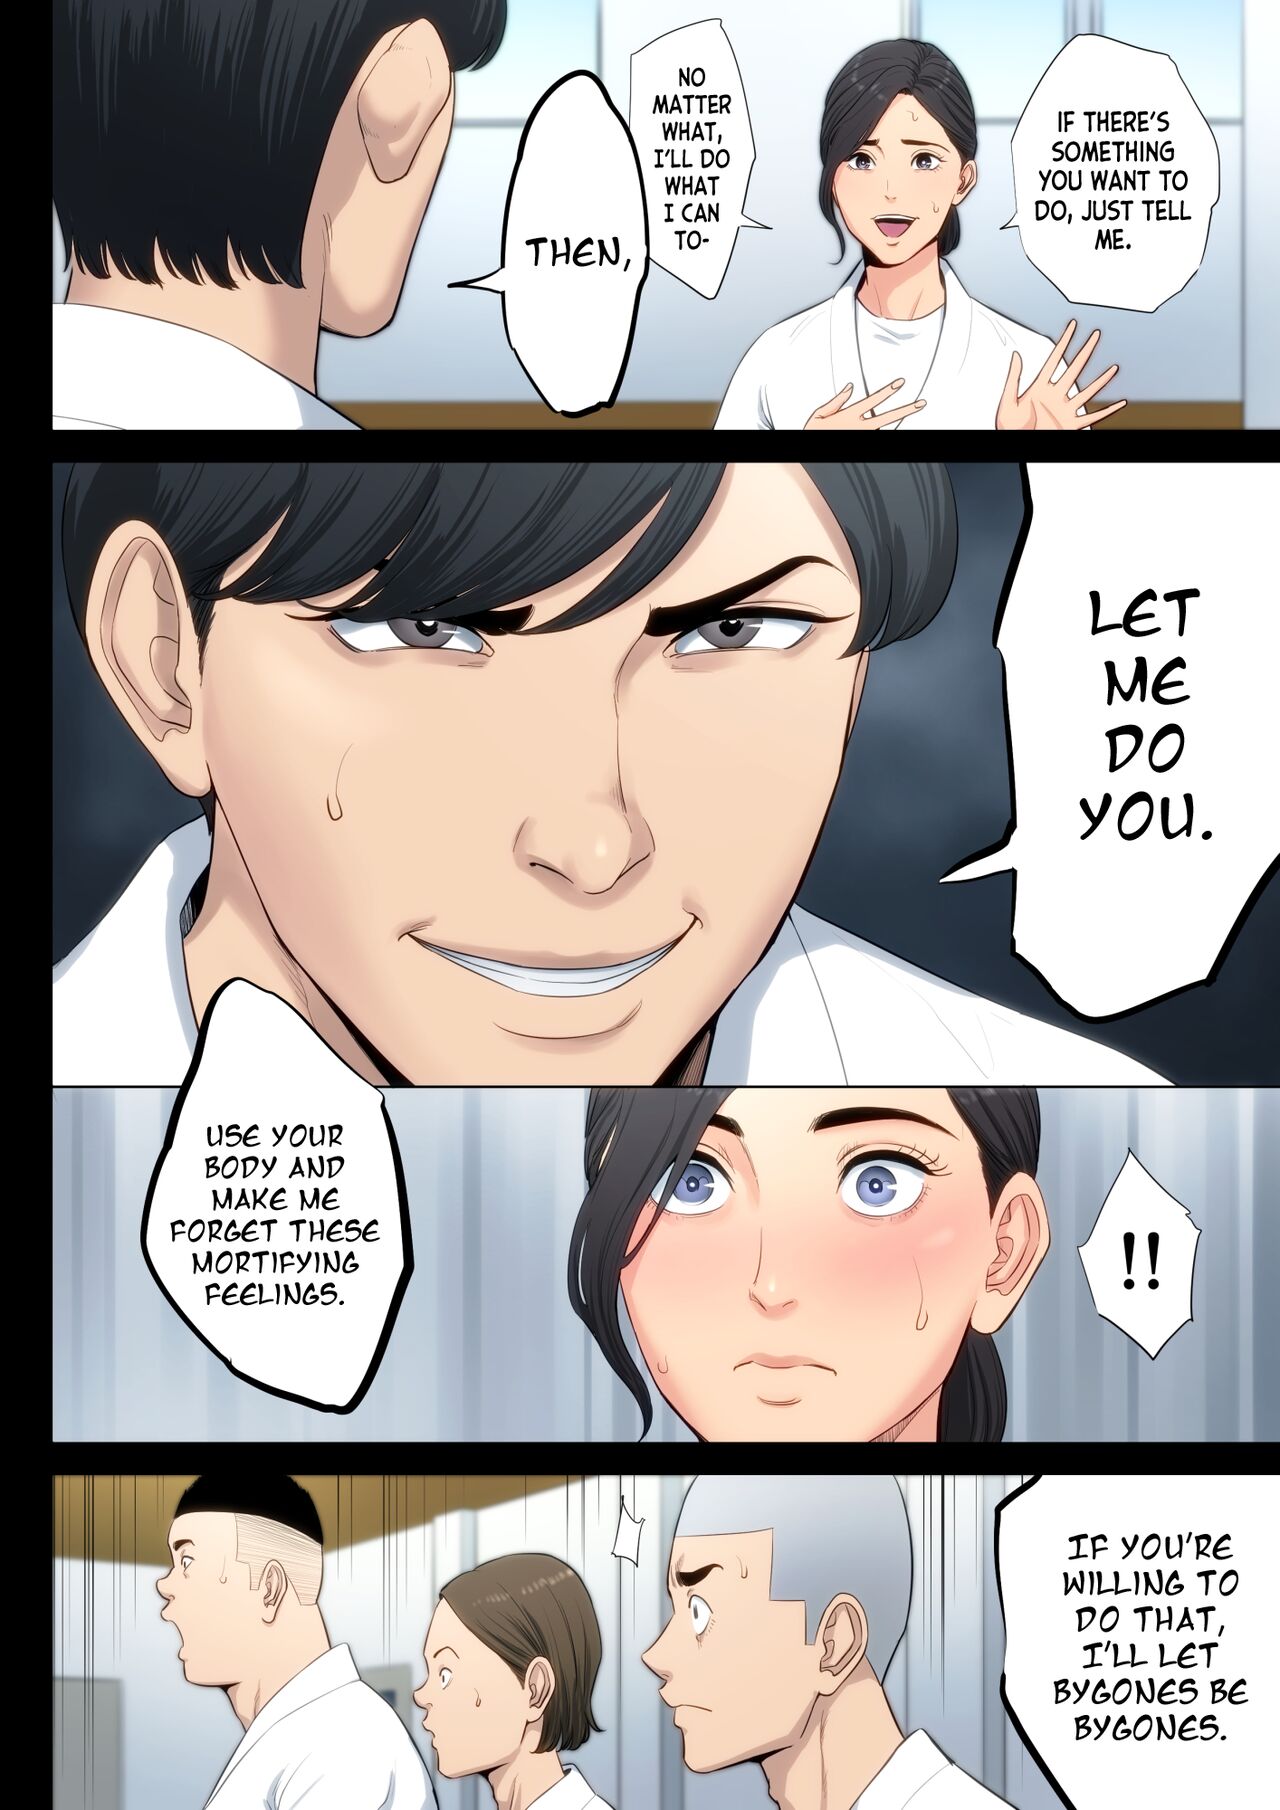 IF THERE'S
SOMETHING
YOU WANT TO
DO, JUST TELL
ME.
NO
MATTER
WHAT,
I'LL DO
WHAT
I CAN
TO-
THEN,
LET
ME
DO
YOU.
USE YOUR
BODY AND
MAKE ME
FORGET THESE
MORTIFYING
FEELINGS.
!!
IF YOU'RE
WILLING TO
DO THAT,
I'LL LET
BYGONES BE
BYGONES.